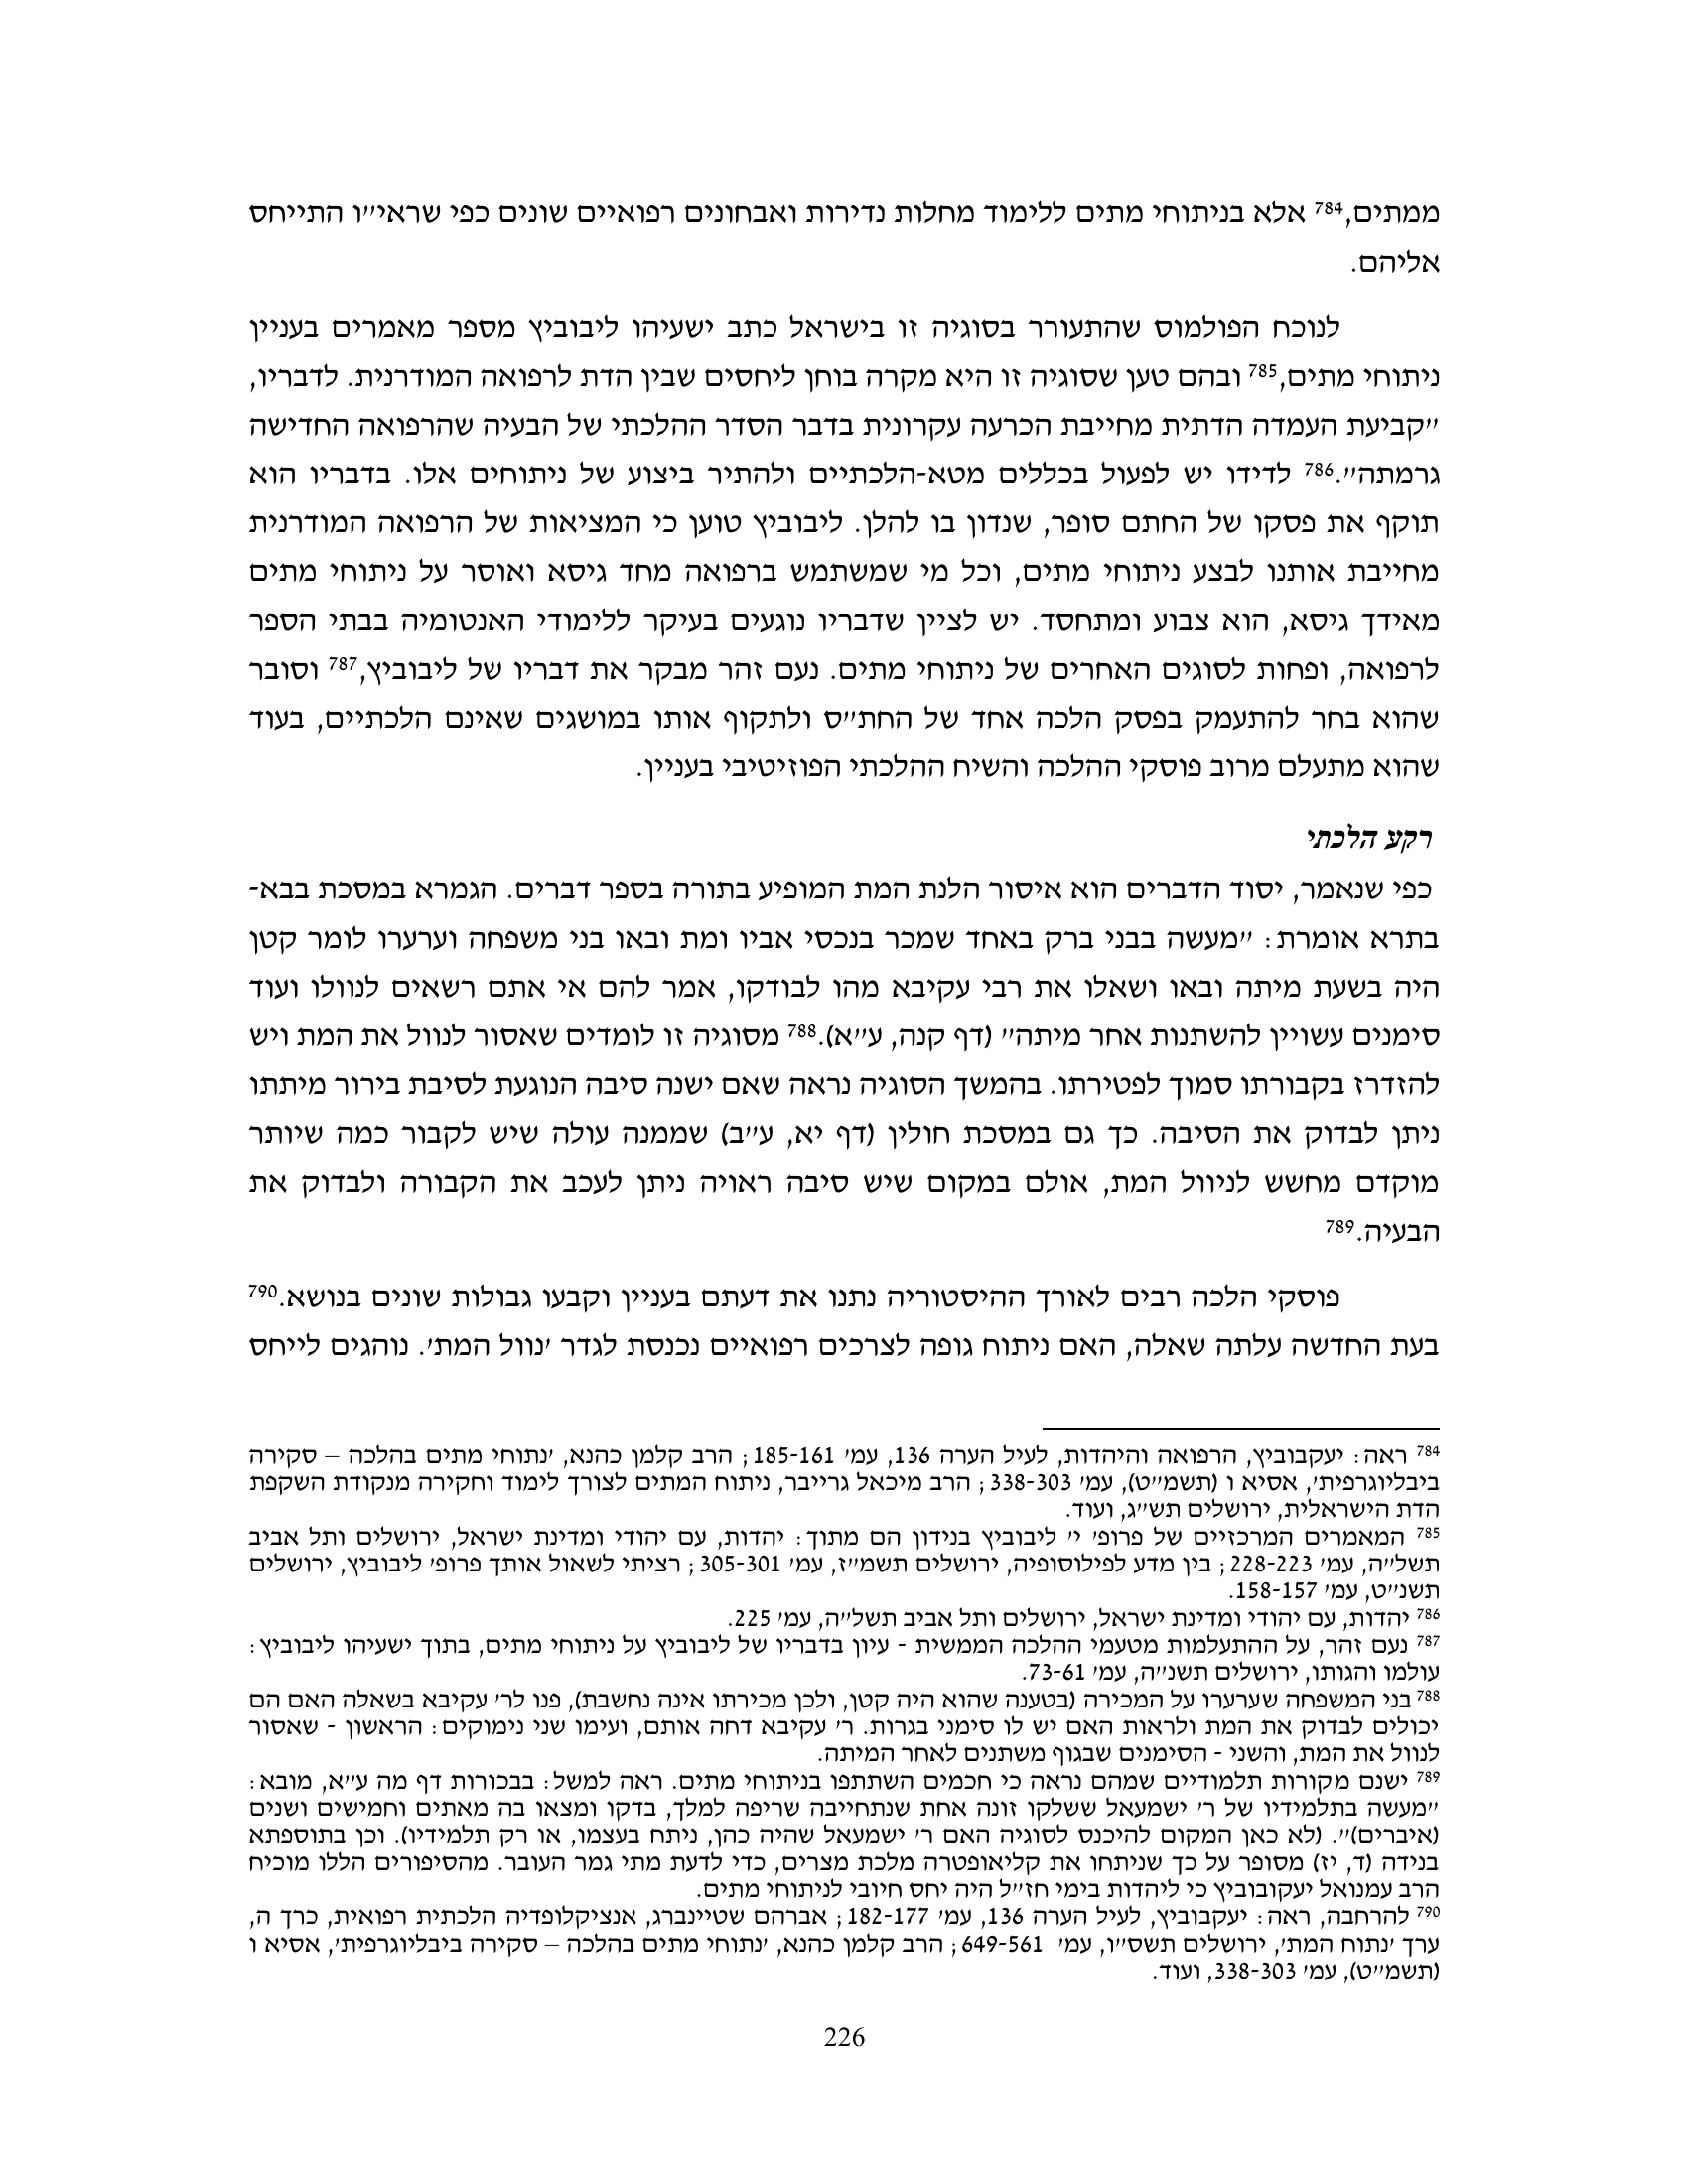 ממתים,784 אלא בניתוחי מתים ללימוד מחלות נדירות ואבחונים רפואיים שונים כפי שראי״ו התייחס
אליהם.
לנוכח הפולמוס שהתעורר בסוגיה זו בישראל כתב ישעיהו ליבוביץ מספר מאמרים בעניין
ניתוחי מתים,785 ובהם טען שסוגיה זו היא מקרה בוחן ליחסים שבין הדת לרפואה המודרנית. לדבריו,
״קביעת העמדה הדתית מחייבת הכרעה עקרונית בדבר הסדר ההלכתי של הבעיה שהרפואה החדישה
גרמתה״.786 לדידו יש לפעול בכללים מטא-הלכתיים ולהתיר ביצוע של ניתוחים אלו. בדבריו הוא
תוקף את פסקו של החתם סופר, שנדון בו להלן. ליבוביץ טוען כי המציאות של הרפואה המודרנית
מחייבת אותנו לבצע ניתוחי מתים, וכל מי שמשתמש ברפואה מחד גיסא ואוסר על ניתוחי מתים
מאידך גיסא, הוא צבוע ומתחסד. יש לציין שדבריו נוגעים בעיקר ללימודי האנטומיה בבתי הספר
לרפואה, ופחות לסוגים האחרים של ניתוחי מתים. נעם זהר מבקר את דבריו של ליבוביץ,787 וסובר
שהוא בחר להתעמק בפסק הלכה אחד של החת״ס ולתקוף אותו במושגים שאינם הלכתיים, בעוד
שהוא מתעלם מרוב פוסקי ההלכה והשיח ההלכתי הפוזיטיבי בעניין.
רקע הלכתי
כפי שנאמר, יסוד הדברים הוא איסור הלנת המת המופיע בתורה בספר דברים. הגמרא במסכת בבא-
בתרא אומרת: ״מעשה בבני ברק באחד שמכר בנכסי אביו ומת ובאו בני משפחה וערערו לומר קטן
היה בשעת מיתה ובאו ושאלו את רבי עקיבא מהו לבודקו, אמר להם אי אתם רשאים לנוולו ועוד
סימנים עשויין להשתנות אחר מיתה״ (דף קנה, ע״א).788 מסוגיה זו לומדים שאסור לנוול את המת ויש
להזדרז בקבורתו סמוך לפטירתו. בהמשך הסוגיה נראה שאם ישנה סיבה הנוגעת לסיבת בירור מיתתו
ניתן לבדוק את הסיבה. כך גם במסכת חולין (דף יא, ע״ב) שממנה עולה שיש לקבור כמה שיותר
מוקדם מחשש לניוול המת, אולם במקום שיש סיבה ראויה ניתן לעכב את הקבורה ולבדוק את
הבעיה.789
פוסקי הלכה רבים לאורך ההיסטוריה נתנו את דעתם בעניין וקבעו גבולות שונים בנושא.790
בעת החדשה עלתה שאלה, האם ניתוח גופה לצרכים רפואיים נכנסת לגדר ׳נוול המת׳. נוהגים לייחס
784 ראה: יעקבוביץ, הרפואה והיהדות, לעיל הערה 136, עמ׳ 185-161; הרב קלמן כהנא, ׳נתוחי מתים בהלכה – סקירה
ביבליוגרפית׳, אסיא ו (תשמ״ט), עמ׳ 338-303; הרב מיכאל גרייבר, ניתוח המתים לצורך לימוד וחקירה מנקודת השקפת
הדת הישראלית, ירושלים תש״ג, ועוד.
785 המאמרים המרכזיים של פרופ׳ י׳ ליבוביץ בנידון הם מתוך: יהדות, עם יהודי ומדינת ישראל, ירושלים ותל אביב
תשל״ה, עמ׳ 228-223; בין מדע לפילוסופיה, ירושלים תשמ״ז, עמ׳ 305-301; רציתי לשאול אותך פרופ׳ ליבוביץ, ירושלים
תשנ״ט, עמ׳ 158-157.
786 יהדות, עם יהודי ומדינת ישראל, ירושלים ותל אביב תשל״ה, עמ׳ 225.
787 נעם זהר, על ההתעלמות מטעמי ההלכה הממשית - עיון בדבריו של ליבוביץ על ניתוחי מתים, בתוך ישעיהו ליבוביץ:
עולמו והגותו, ירושלים תשנ״ה, עמ׳ 73-61.
788 בני המשפחה שערערו על המכירה (בטענה שהוא היה קטן, ולכן מכירתו אינה נחשבת), פנו לר׳ עקיבא בשאלה האם הם
יכולים לבדוק את המת ולראות האם יש לו סימני בגרות. ר׳ עקיבא דחה אותם, ועימו שני נימוקים: הראשון - שאסור
לנוול את המת, והשני - הסימנים שבגוף משתנים לאחר המיתה.
789 ישנם מקורות תלמודיים שמהם נראה כי חכמים השתתפו בניתוחי מתים. ראה למשל: בבכורות דף מה ע״א, מובא:
״מעשה בתלמידיו של ר׳ ישמעאל ששלקו זונה אחת שנתחייבה שריפה למלך, בדקו ומצאו בה מאתים וחמישים ושנים
(איברים)״. (לא כאן המקום להיכנס לסוגיה האם ר׳ ישמעאל שהיה כהן, ניתח בעצמו, או רק תלמידיו). וכן בתוספתא
בנידה (ד, יז) מסופר על כך שניתחו את קליאופטרה מלכת מצרים, כדי לדעת מתי גמר העובר. מהסיפורים הללו מוכיח
הרב עמנואל יעקובוביץ כי ליהדות בימי חז״ל היה יחס חיובי לניתוחי מתים.
790 להרחבה, ראה: יעקבוביץ, לעיל הערה 136, עמ׳ 182-177; אברהם שטיינברג, אנציקלופדיה הלכתית רפואית, כרך ה,
ערך ׳נתוח המת׳, ירושלים תשס״ו, עמ׳ 649-561; הרב קלמן כהנא, ׳נתוחי מתים בהלכה – סקירה ביבליוגרפית׳, אסיא ו
(תשמ״ט), עמ׳ 338-303, ועוד.
226